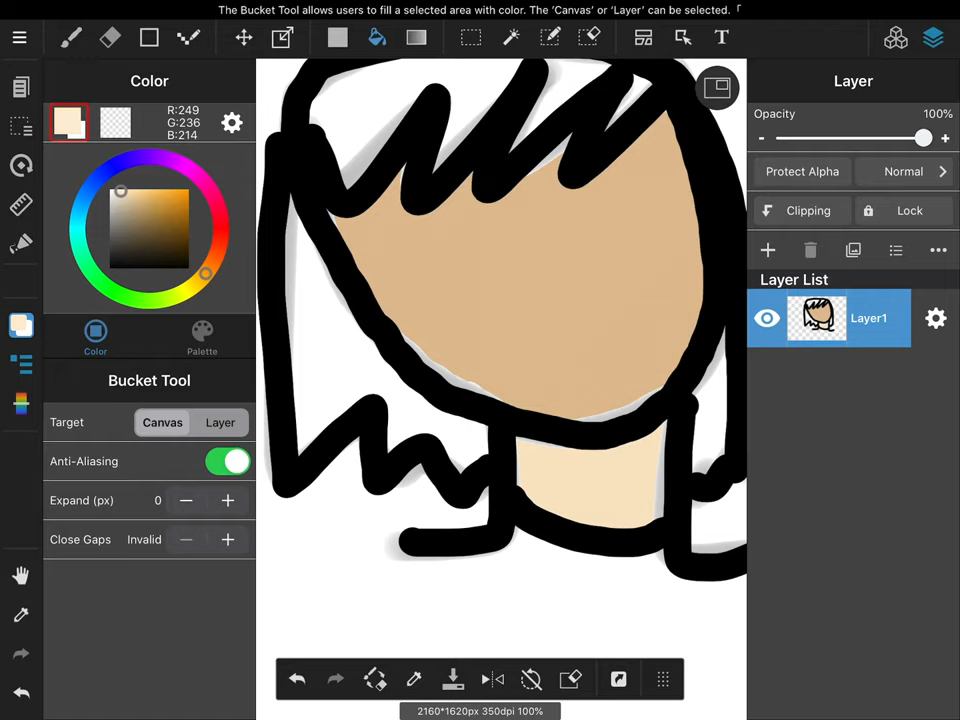 The Bucket Tool allows users to fill a selected area with color. The ‘Canvas’ or ‘Layer’ can be selected.「
T
Color
R:249
G:236
B:214
Color
Palette
Bucket Tool
Target
Canvas
Layer
Anti-Aliasing
Expand (px)
0
−
+
Close Gaps
Invalid
−
+
Layer
Opacity
100%
-
+
Protect Alpha
Normal
Clipping
Lock
Layer List
Layer1
2160*1620px 350dpi 100%